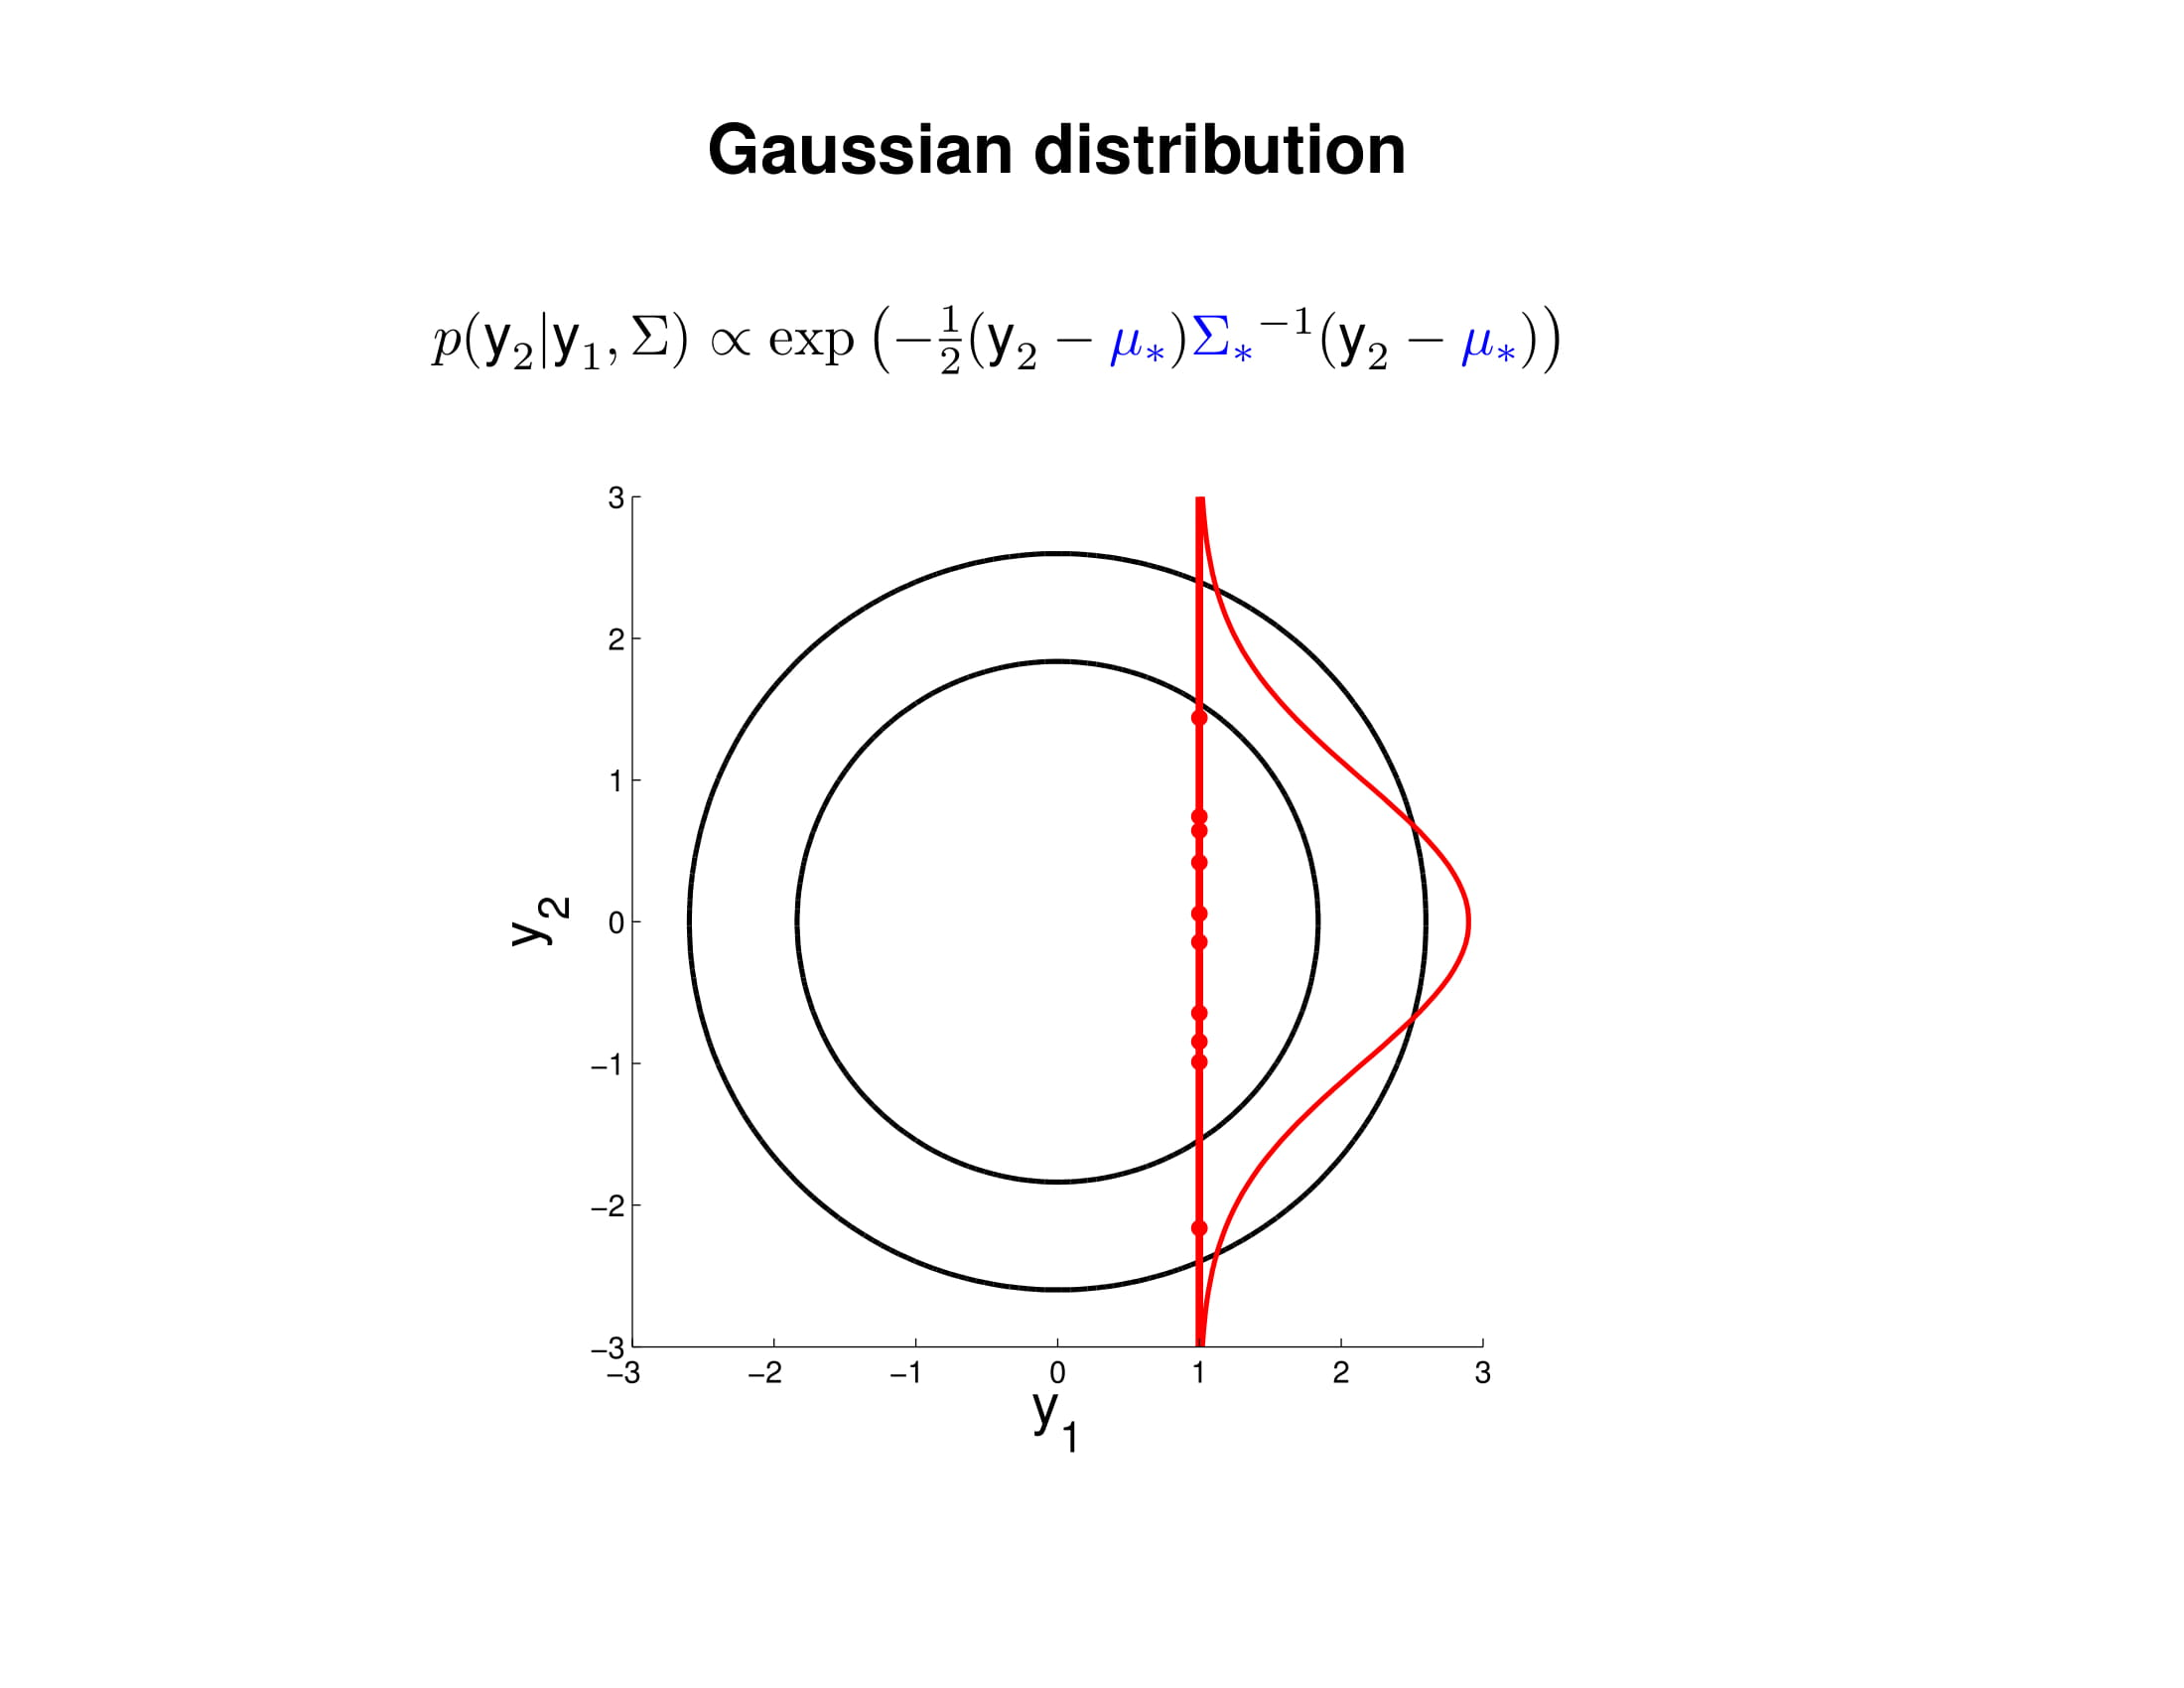 Gaussian distribution
p(y₂|y₁, Σ) ∝ exp (−½(y₂ − μ*)Σ*⁻¹(y₂ − μ*))
3
2
1
0
−1
−2
−3
y₂
−3 −2 −1 0 1 2 3
y₁